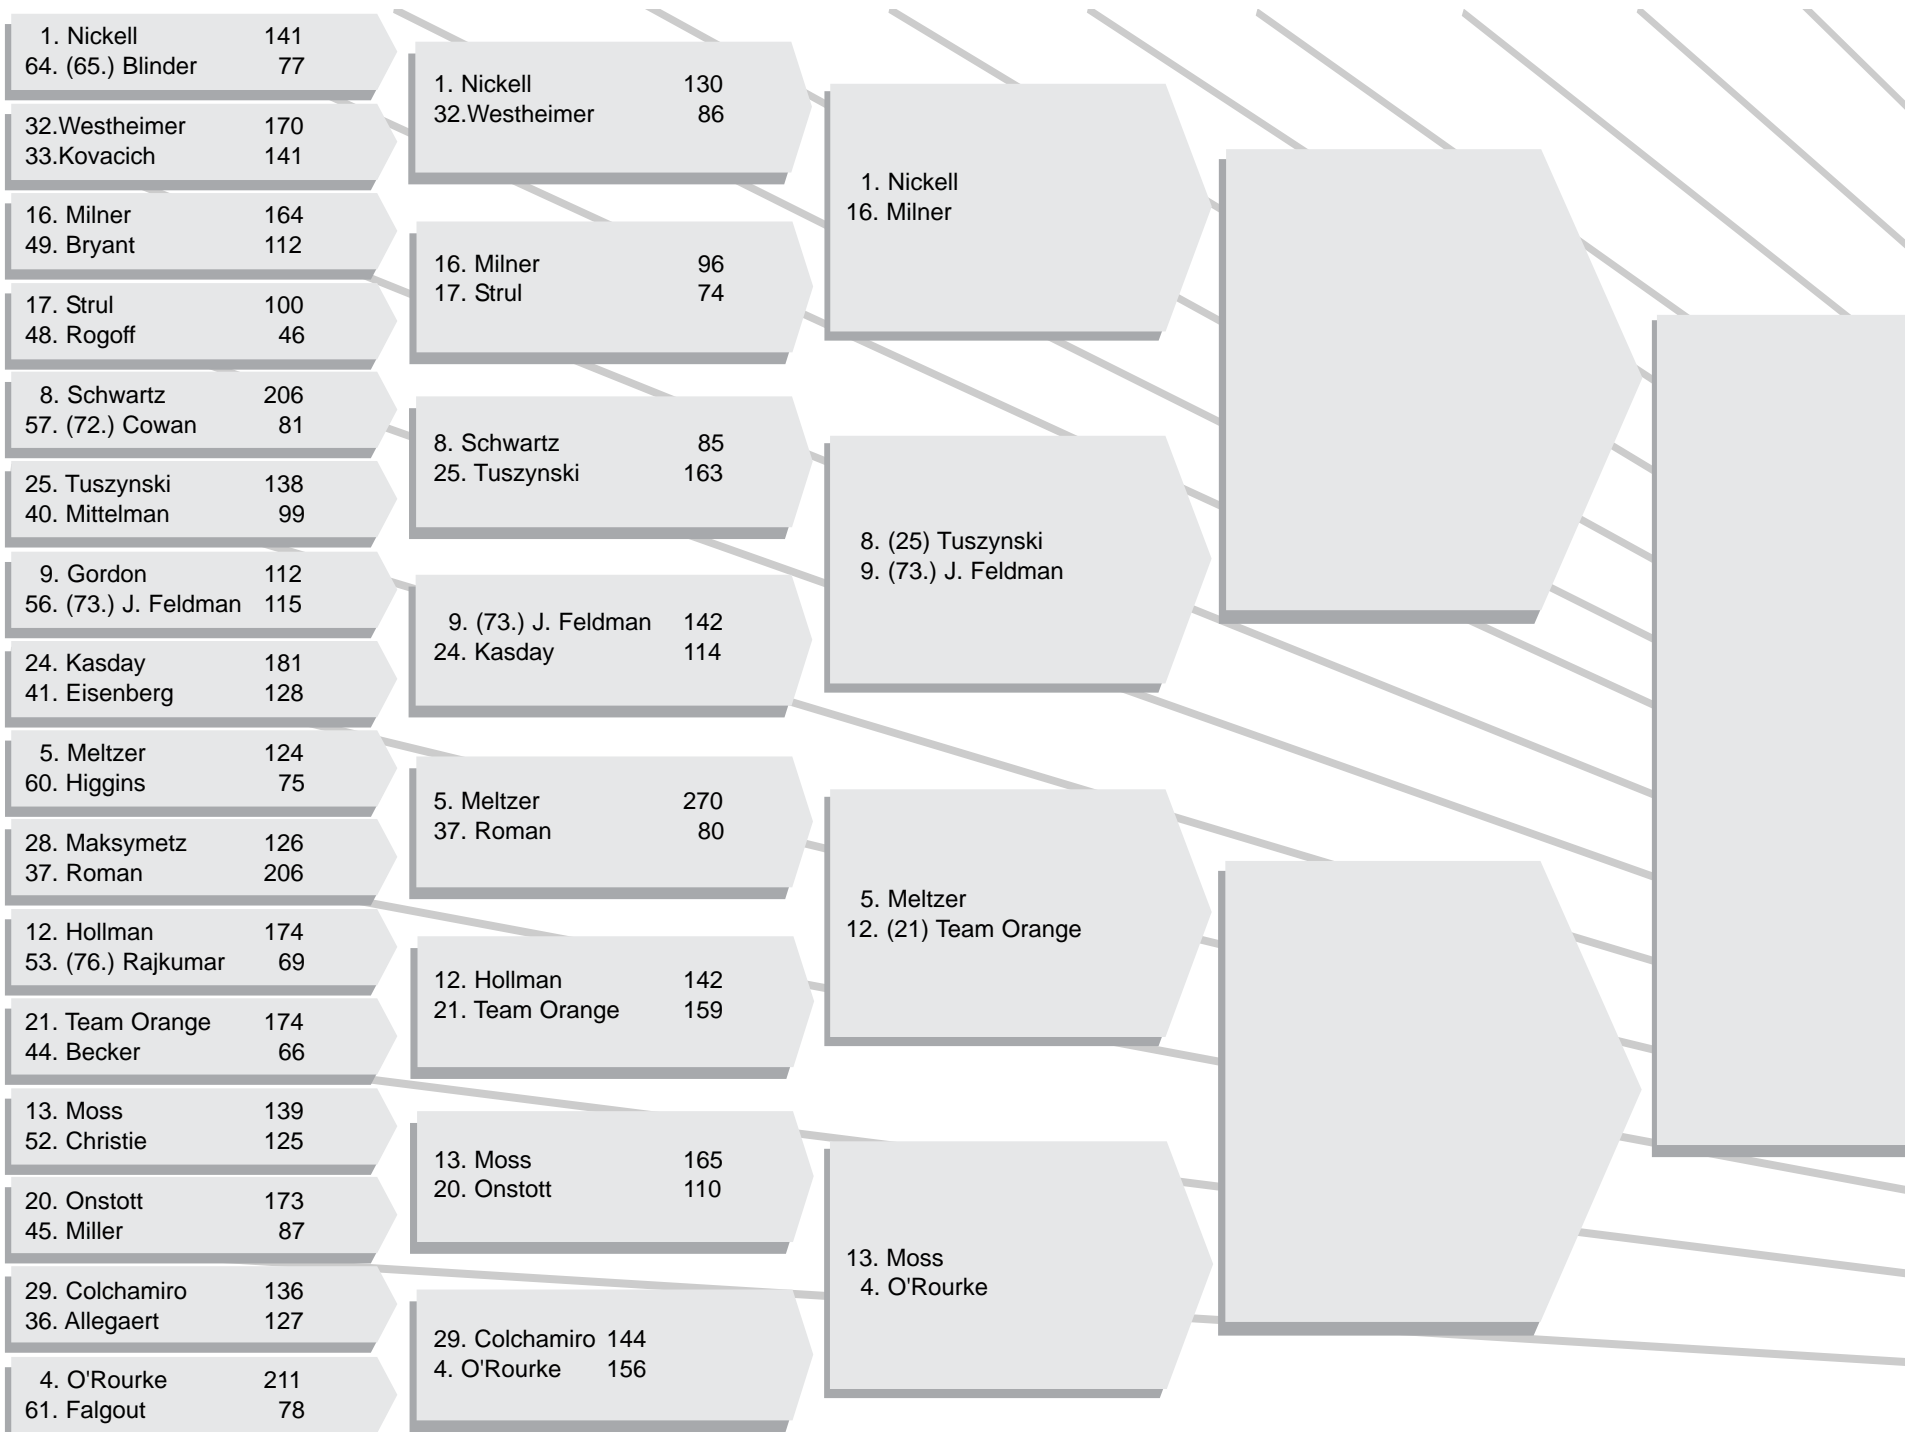 1. Nickell 141
64. (65.) Blinder 77
32.Westheimer 170
33.Kovacich 141
16. Milner 164
49. Bryant 112
17. Strul 100
48. Rogoff 46
8. Schwartz 206
57. (72.) Cowan 81
25. Tuszynski 138
40. Mittelman 99
9. Gordon 112
56. (73.) J. Feldman 115
24. Kasday 181
41. Eisenberg 128
5. Meltzer 124
60. Higgins 75
28. Maksymetz 126
37. Roman 206
12. Hollman 174
53. (76.) Rajkumar 69
21. Team Orange 174
44. Becker 66
13. Moss 139
52. Christie 125
20. Onstott 173
45. Miller 87
29. Colchamiro 136
36. Allegaert 127
4. O'Rourke 211
61. Falgout 78
1. Nickell 130
32.Westheimer 86
16. Milner 96
17. Strul 74
8. Schwartz 85
25. Tuszynski 163
9. (73.) J. Feldman 142
24. Kasday 114
5. Meltzer 270
37. Roman 80
12. Hollman 142
21. Team Orange 159
13. Moss 165
20. Onstott 110
29. Colchamiro 144
4. O'Rourke 156
1. Nickell
16. Milner
8. (25) Tuszynski
9. (73.) J. Feldman
5. Meltzer
12. (21) Team Orange
13. Moss
4. O'Rourke